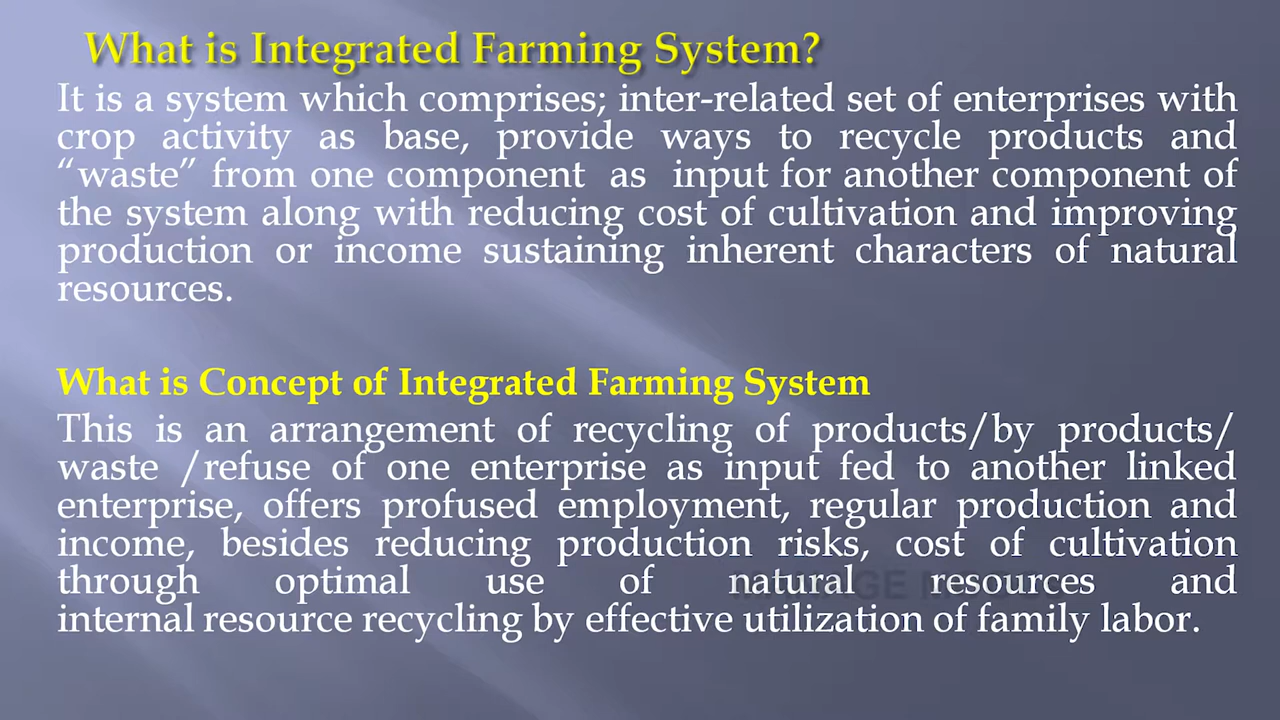 What is Integrated Farming System?
It is a system which comprises; inter-related set of enterprises with
crop activity as base, provide ways to recycle products and
“waste” from one component as input for another component of
the system along with reducing cost of cultivation and improving
production or income sustaining inherent characters of natural
resources.
What is Concept of Integrated Farming System
This is an arrangement of recycling of products/by products/
waste /refuse of one enterprise as input fed to another linked
enterprise, offers profused employment, regular production and
income, besides reducing production risks, cost of cultivation
through optimal use of natural resources and
internal resource recycling by effective utilization of family labor.